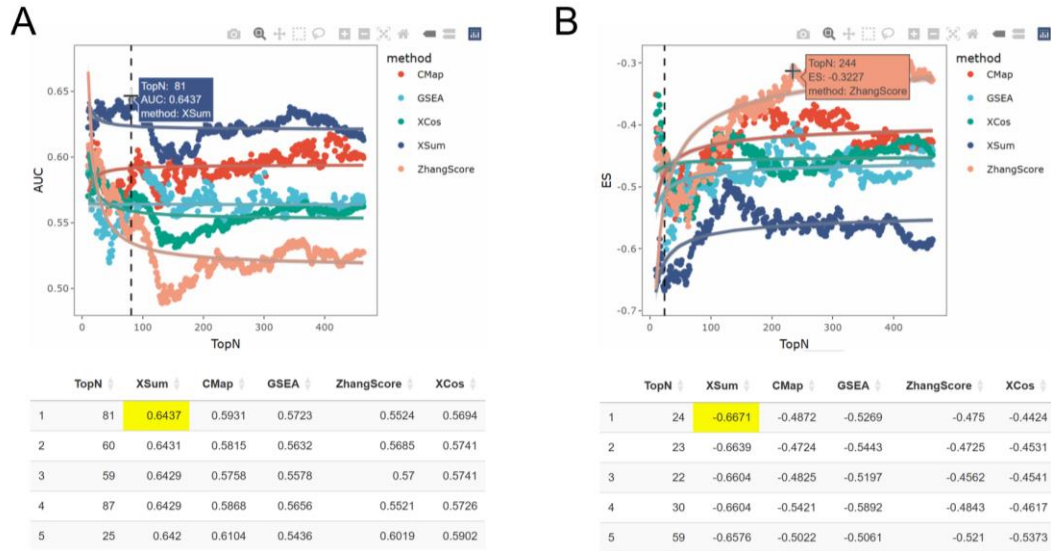 A
method
CMap
GSEA
XCos
XSum
ZhangScore
TopN: 81
AUC: 0.6437
method: XSum
0.65
0.60
0.55
0.50
AUC
0
100
200
300
400
TopN
TopN XSum CMap GSEA ZhangScore XCos
1 81 0.6437 0.5931 0.5723 0.5524 0.5694
2 60 0.6431 0.5815 0.5632 0.5685 0.5741
3 59 0.6429 0.5758 0.5578 0.57 0.5741
4 87 0.6429 0.5868 0.5656 0.5521 0.5726
5 25 0.642 0.6104 0.5436 0.6019 0.5902
B
method
CMap
GSEA
XCos
XSum
ZhangScore
TopN: 244
ES: -0.3227
method: ZhangScore
-0.3
-0.4
-0.5
-0.6
-0.7
ES
0
100
200
300
400
TopN
TopN XSum CMap GSEA ZhangScore XCos
1 24 -0.6671 -0.4872 -0.5269 -0.475 -0.4424
2 23 -0.6639 -0.4724 -0.5443 -0.4725 -0.4531
3 22 -0.6604 -0.4825 -0.5197 -0.4562 -0.4541
4 30 -0.6604 -0.5421 -0.5892 -0.4843 -0.4617
5 59 -0.6576 -0.5022 -0.5061 -0.521 -0.5373